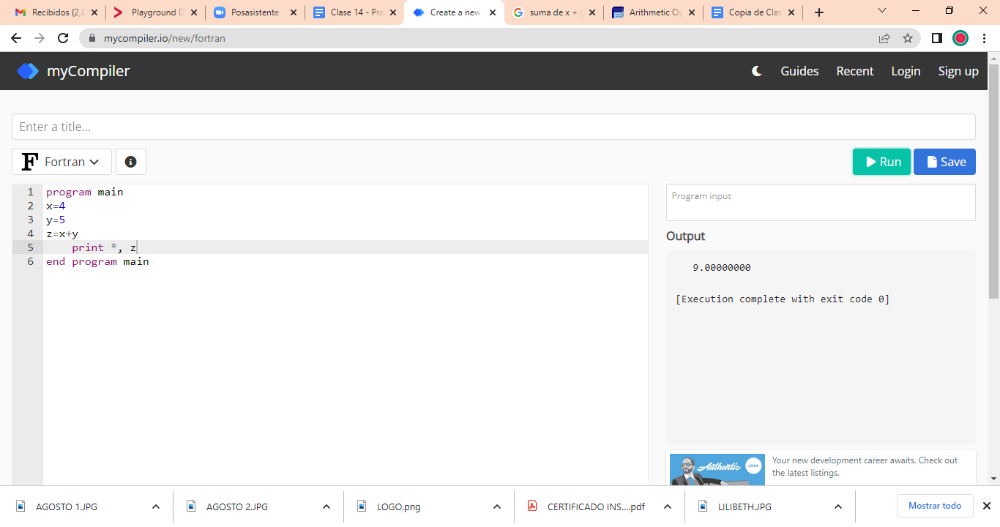 Recibidos (2,8
Playground D
Posasistente -
Clase 14 - Pra
Create a new
suma de x + y
Arithmetic Op
Copia de Clas
mycompiler.io/new/fortran
myCompiler
Guides
Recent
Login
Sign up
Enter a title...
F Fortran
Run
Save
1 program main
2 x=4
3 y=5
4 z=x+y
5 print *, z
6 end program main
Program input
Output
9.00000000
[Execution complete with exit code 0]
Authentic
JOBS
Your new development career awaits. Check out
the latest listings.
AGOSTO 1.JPG
AGOSTO 2.JPG
LOGO.png
CERTIFICADO INS....pdf
LILIBETH.JPG
Mostrar todo